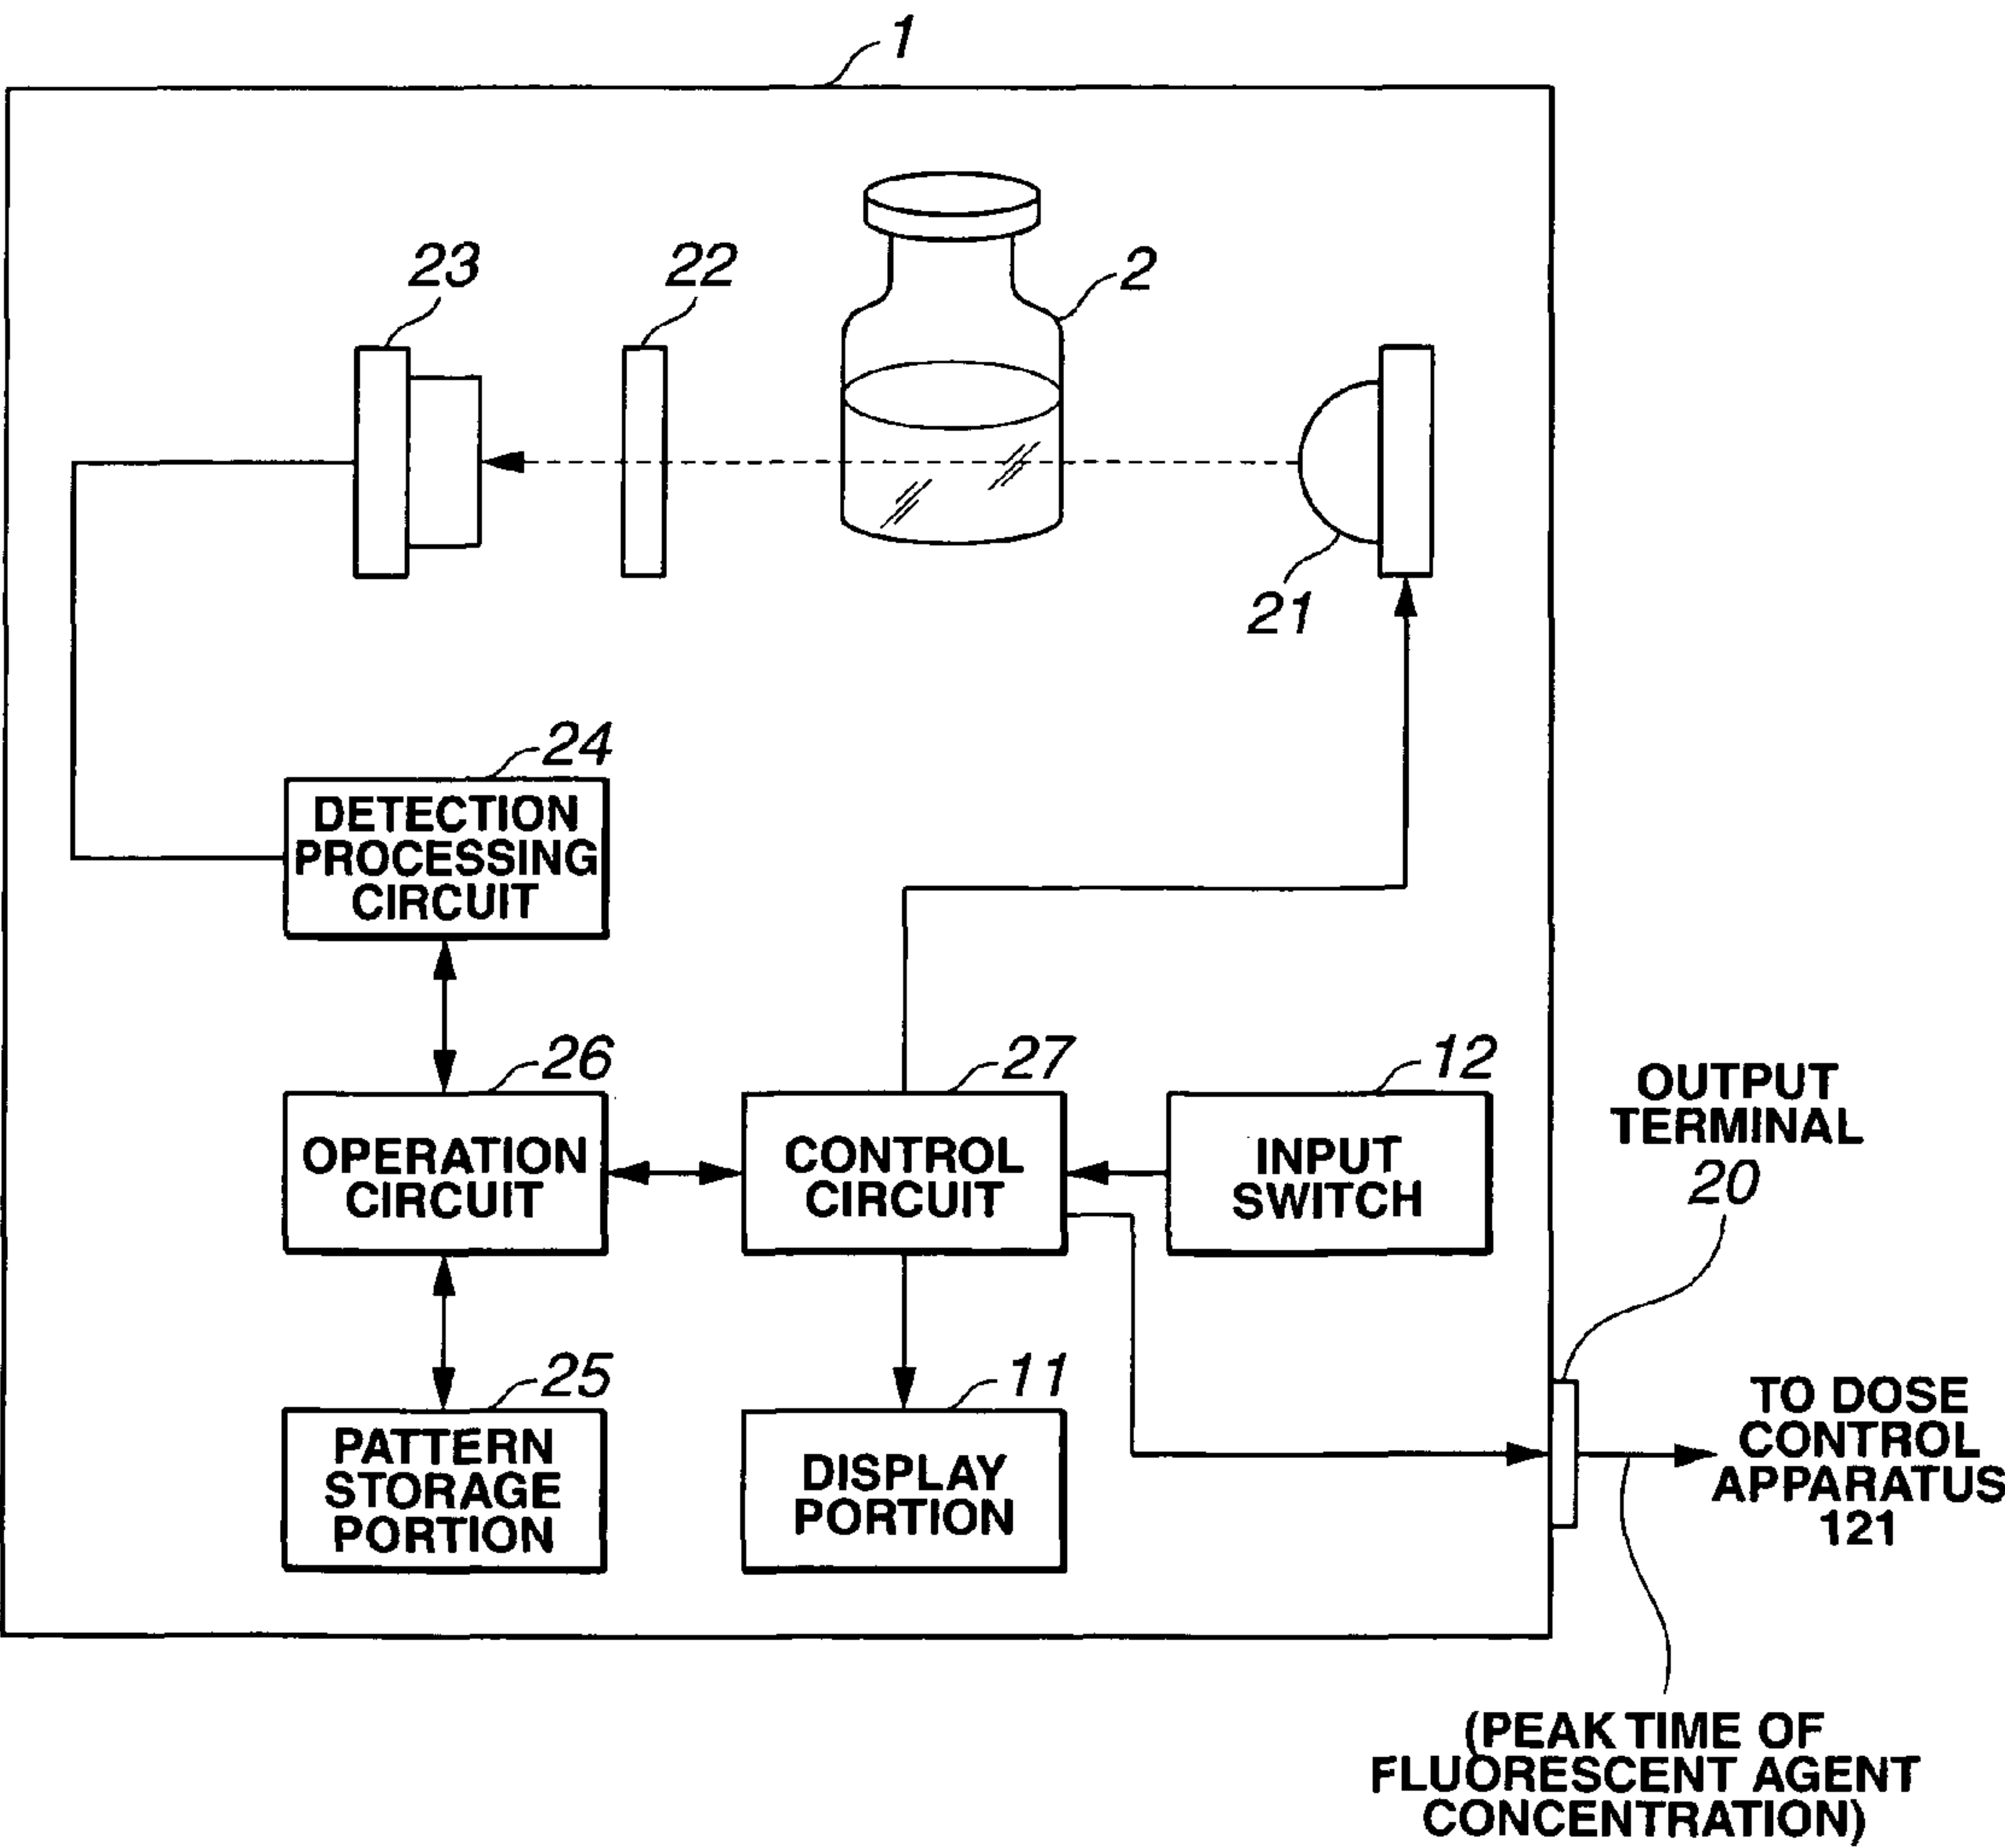 1
23
22
2
21
24
DETECTION
PROCESSING
CIRCUIT
26
OPERATION
CIRCUIT
27
CONTROL
CIRCUIT
12
INPUT
SWITCH
OUTPUT
TERMINAL
20
25
PATTERN
STORAGE
PORTION
11
DISPLAY
PORTION
TO DOSE
CONTROL
APPARATUS
121
(PEAK TIME OF
FLUORESCENT AGENT
CONCENTRATION)